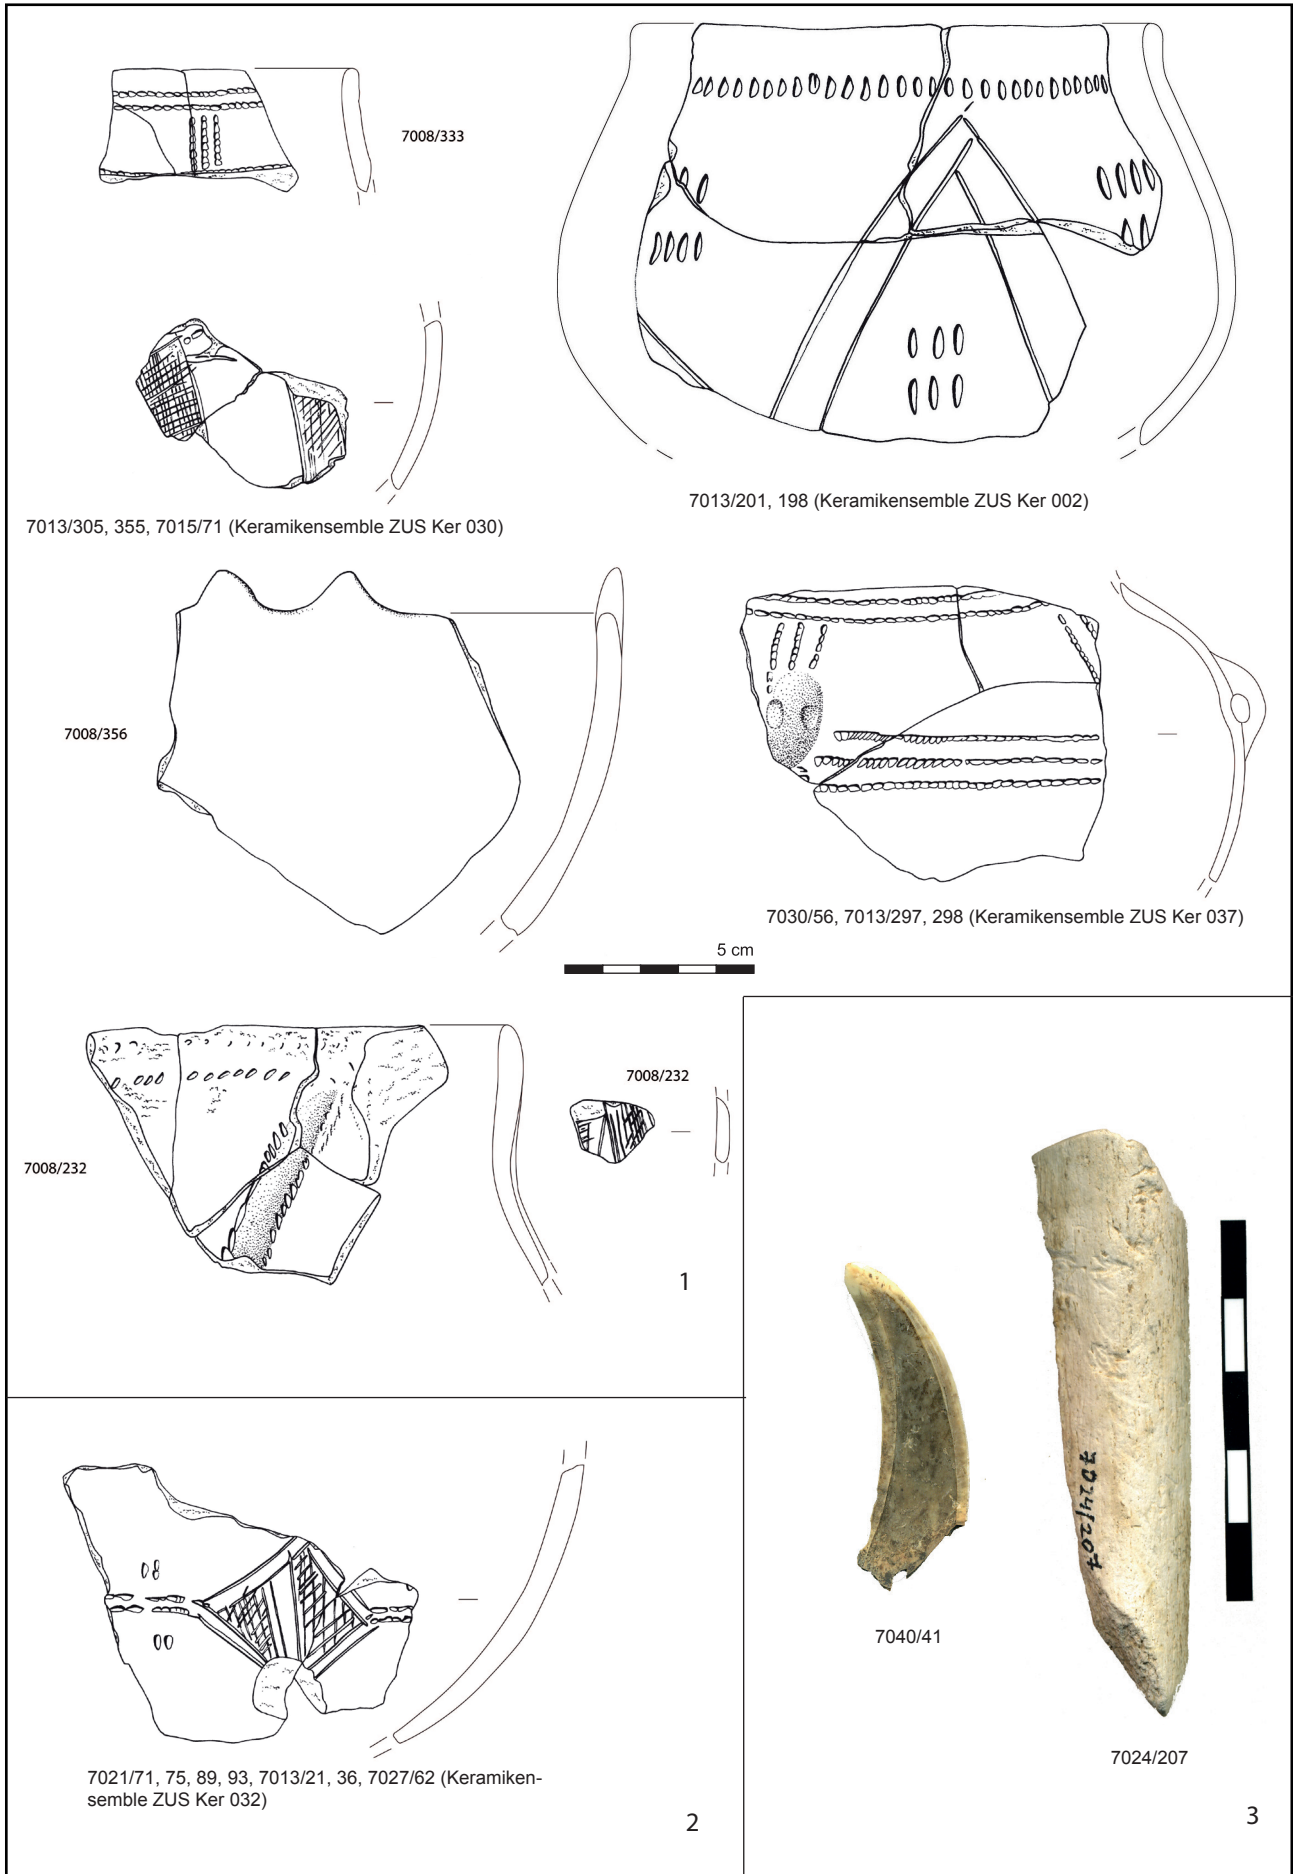 7008/333
7013/201, 198 (Keramikensemble ZUS Ker 002)
7013/305, 355, 7015/71 (Keramikensemble ZUS Ker 030)
7008/356
7030/56, 7013/297, 298 (Keramikensemble ZUS Ker 037)
5 cm
7008/232
7008/232
1
7021/71, 75, 89, 93, 7013/21, 36, 7027/62 (Keramiken-
semble ZUS Ker 032)
2
7024/207
7040/41
7024/207
3